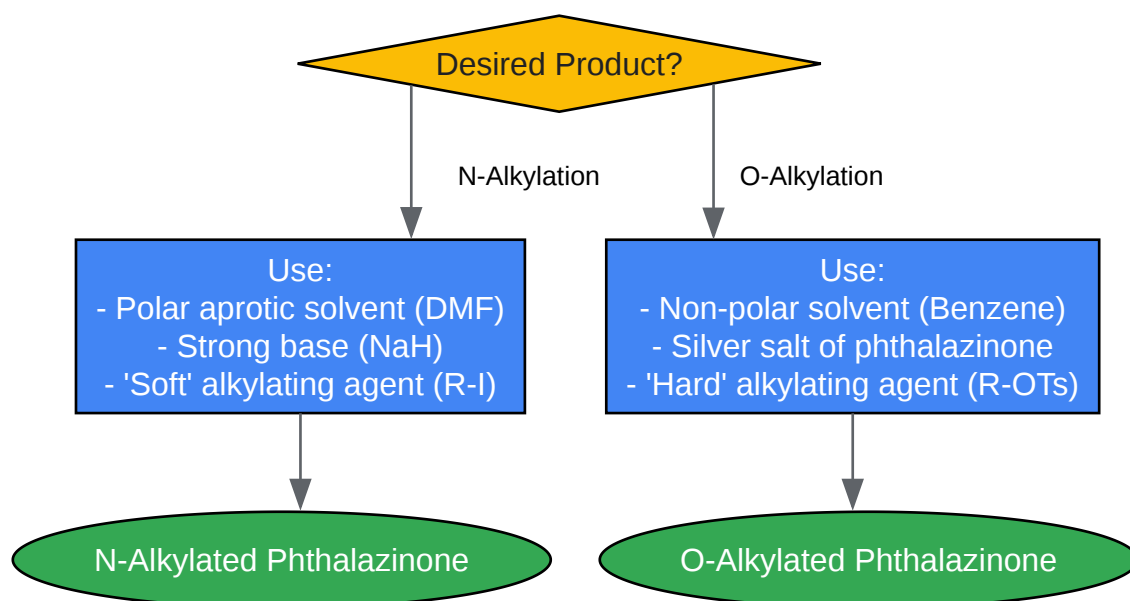 Desired Product?
N-Alkylation
O-Alkylation
Use:
- Polar aprotic solvent (DMF)
- Strong base (NaH)
- 'Soft' alkylating agent (R-I)
Use:
- Non-polar solvent (Benzene)
- Silver salt of phthalazinone
- 'Hard' alkylating agent (R-OTs)
N-Alkylated Phthalazinone
O-Alkylated Phthalazinone